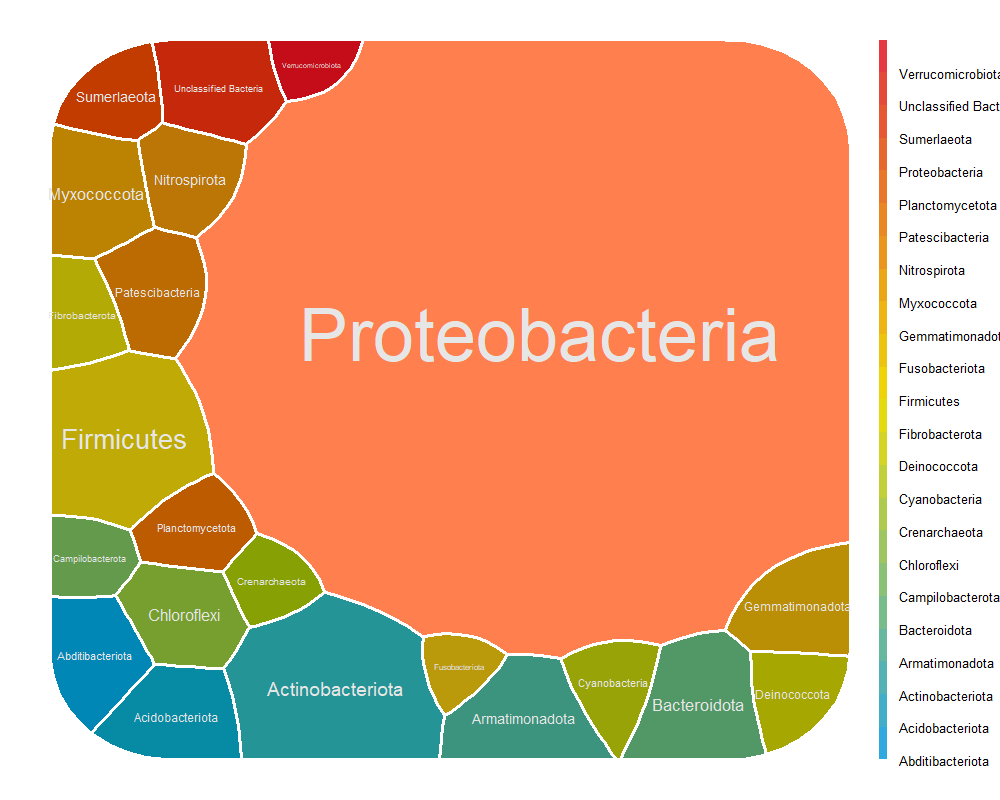 Verrucomicrobiota
Unclassified Bacteria
Sumerlaeota
Nitrospirota
Myxococcota
Patescibacteria
Fibrobacterota
Proteobacteria
Firmicutes
Planctomycetota
Campilobacterota
Crenarchaeota
Chloroflexi
Abditibacteriota
Acidobacteriota
Actinobacteriota
Fusobacteriota
Armatimonadota
Cyanobacteria
Bacteroidota
Gemmatimonadota
Deinococcota
Verrucomicrobiota
Unclassified Bact
Sumerlaeota
Proteobacteria
Planctomycetota
Patescibacteria
Nitrospirota
Myxococcota
Gemmatimonadot
Fusobacteriota
Firmicutes
Fibrobacterota
Deinococcota
Cyanobacteria
Crenarchaeota
Chloroflexi
Campilobacterota
Bacteroidota
Armatimonadota
Actinobacteriota
Acidobacteriota
Abditibacteriota